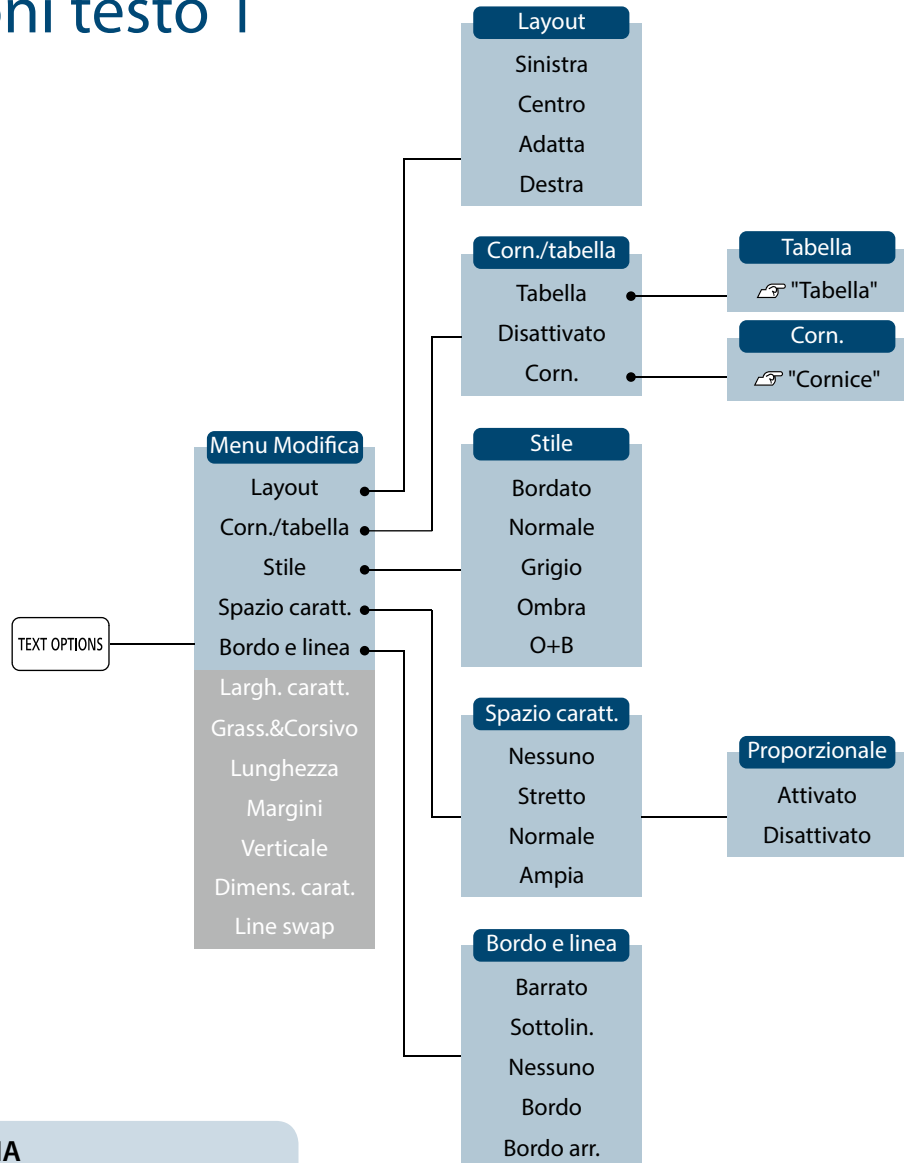 testo 1
TEXT OPTIONS
Menu Modifica
Layout
Corn./tabella
Stile
Spazio caratt.
Bordo e linea
Largh. caratt.
Grass.&Corsivo
Lunghezza
Margini
Verticale
Dimens. carat.
Line swap
Layout
Sinistra
Centro
Adatta
Destra
Corn./tabella
Tabella
Disattivato
Corn.
Tabella
"Tabella"
Corn.
"Cornice"
Stile
Bordato
Normale
Grigio
Ombra
O+B
Spazio caratt.
Nessuno
Stretto
Normale
Ampia
Proporzionale
Attivato
Disattivato
Bordo e linea
Barrato
Sottolin.
Nessuno
Bordo
Bordo arr.